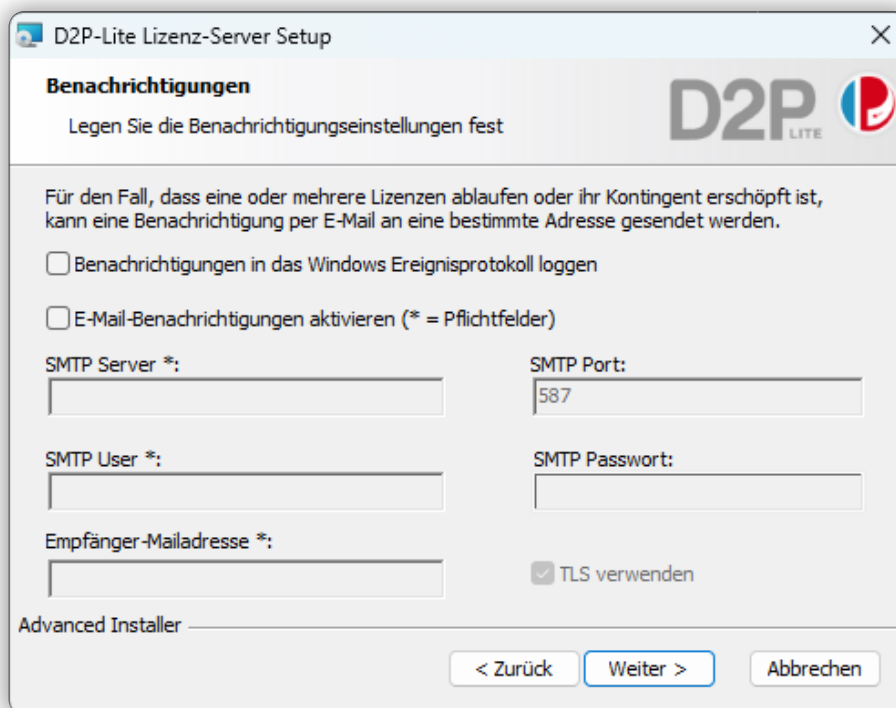 D2P-Lite Lizenz-Server Setup
Benachrichtigungen
Legen Sie die Benachrichtigungseinstellungen fest
D2P
LITE
Für den Fall, dass eine oder mehrere Lizenzen ablaufen oder ihr Kontingent erschöpft ist,
kann eine Benachrichtigung per E-Mail an eine bestimmte Adresse gesendet werden.
Benachrichtigungen in das Windows Ereignisprotokoll loggen
E-Mail-Benachrichtigungen aktivieren (* = Pflichtfelder)
SMTP Server *:
SMTP Port:
587
SMTP User *:
SMTP Passwort:
Empfänger-Mailadresse *:
TLS verwenden
Advanced Installer
< Zurück
Weiter >
Abbrechen